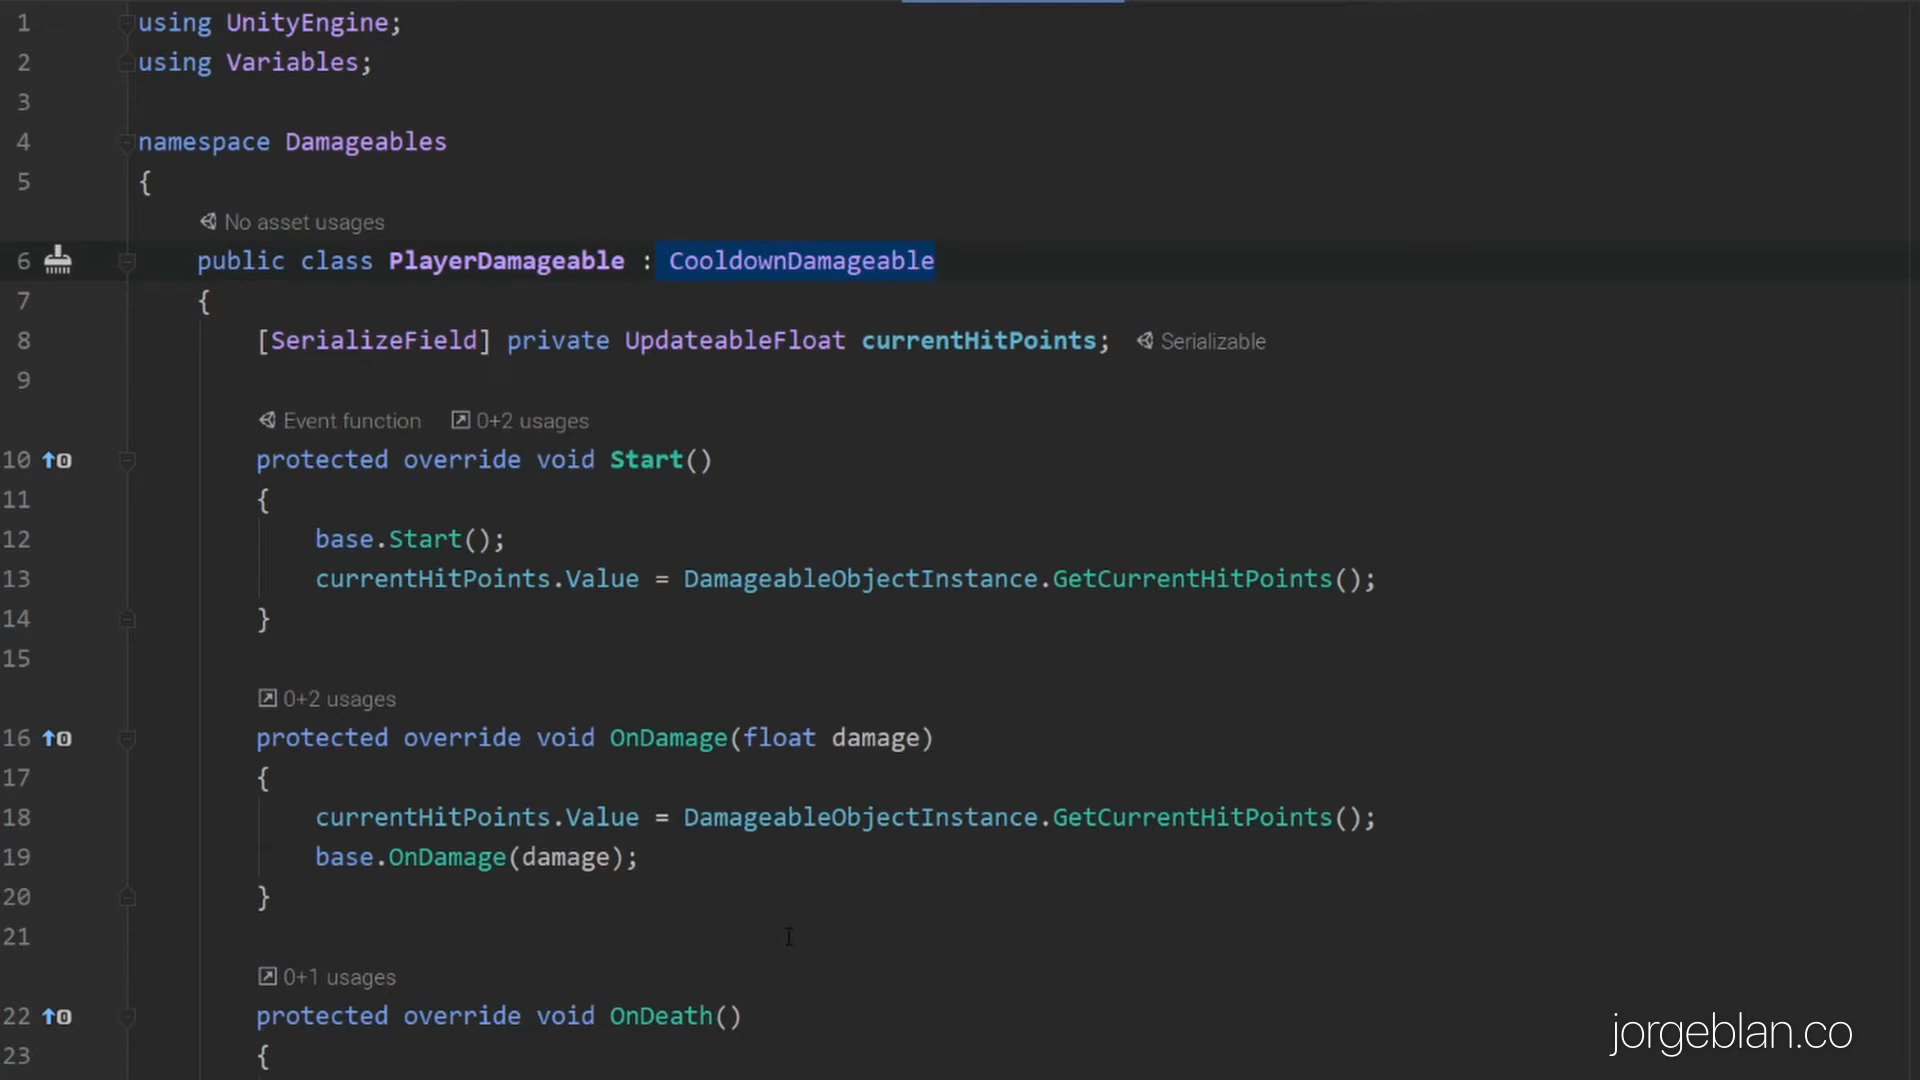 1 using UnityEngine;
2 using Variables;
3
4 namespace Damageables
5 {
No asset usages
6 public class PlayerDamageable : CooldownDamageable
7 {
8 [SerializeField] private UpdateableFloat currentHitPoints; Serializable
9
Event function 0+2 usages
10 protected override void Start()
11 {
12 base.Start();
13 currentHitPoints.Value = DamageableObjectInstance.GetCurrentHitPoints();
14 }
15
0+2 usages
16 protected override void OnDamage(float damage)
17 {
18 currentHitPoints.Value = DamageableObjectInstance.GetCurrentHitPoints();
19 base.OnDamage(damage);
20 }
21
0+1 usages
22 protected override void OnDeath()
23 {
jorgeblan.co